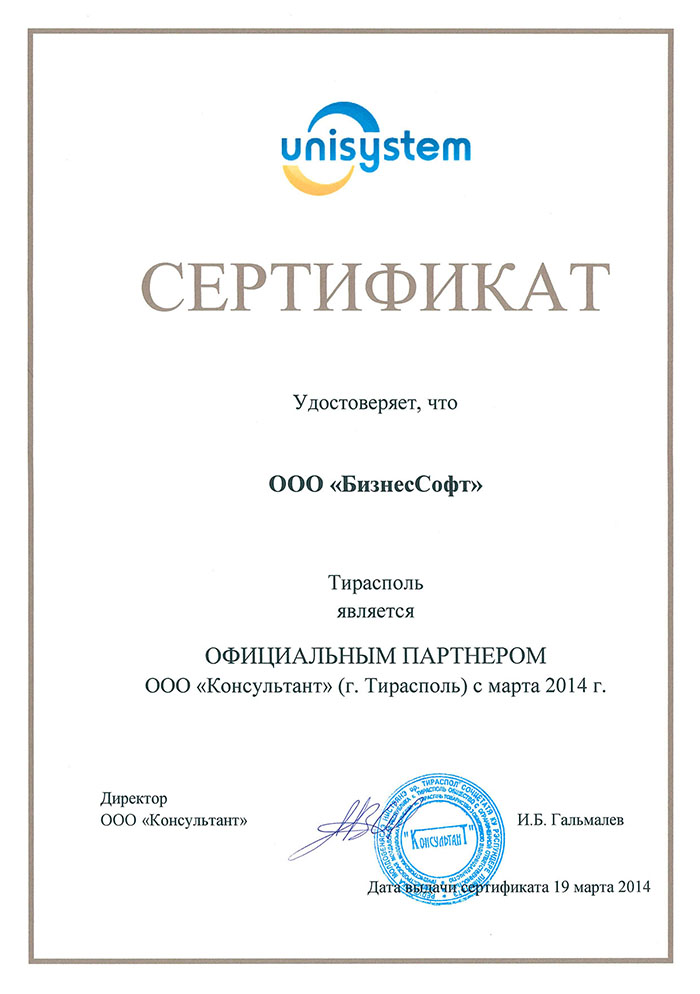 unisystem
СЕРТИФИКАТ
Удостоверяет, что
ООО «БизнесСофт»
Тирасполь
является
ОФИЦИАЛЬНЫМ ПАРТНЕРОМ
ООО «Консультант» (г. Тирасполь) с марта 2014 г.
Директор
ООО «Консультант»
"КонсультанТ"
И.Б. Гальмалев
Дата выдачи сертификата 19 марта 2014